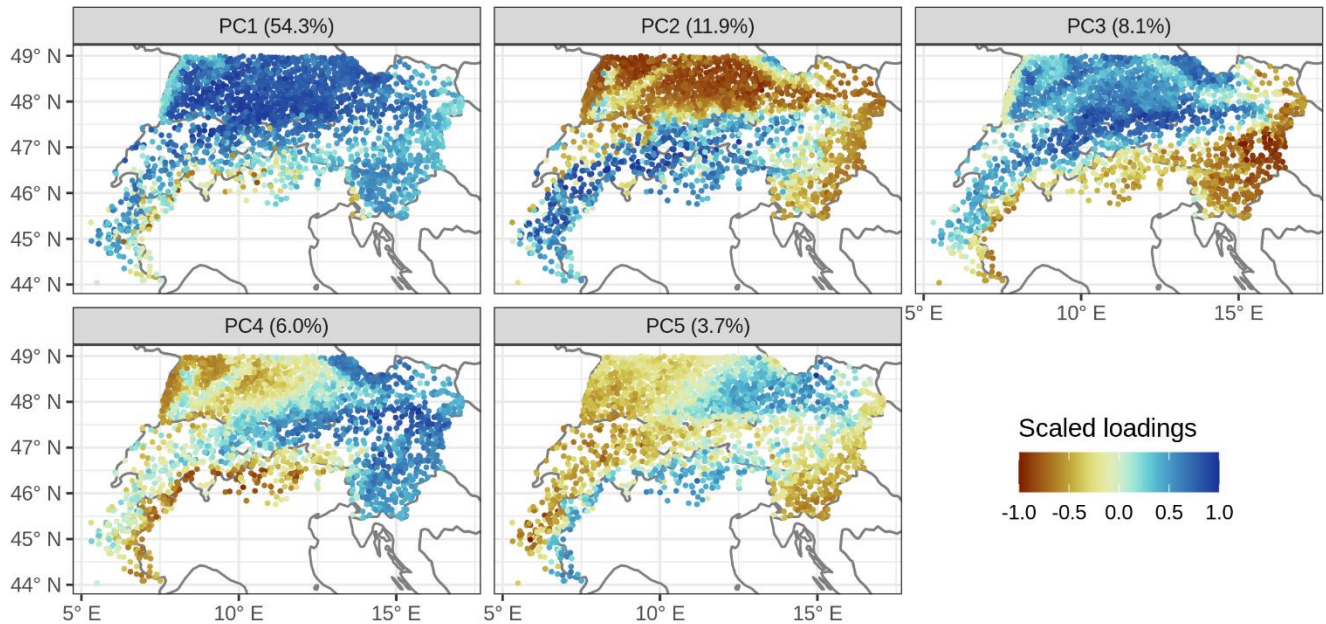 PC1 (54.3%) PC2 (11.9%) PC3 (8.1%)
49° N
48° N
47° N
46° N
45° N
44° N
5° E 10° E 15° E
PC4 (6.0%) PC5 (3.7%)
49° N
48° N
47° N
46° N
45° N
44° N
5° E 10° E 15° E 5° E 10° E 15° E
Scaled loadings
-1.0 -0.5 0.0 0.5 1.0